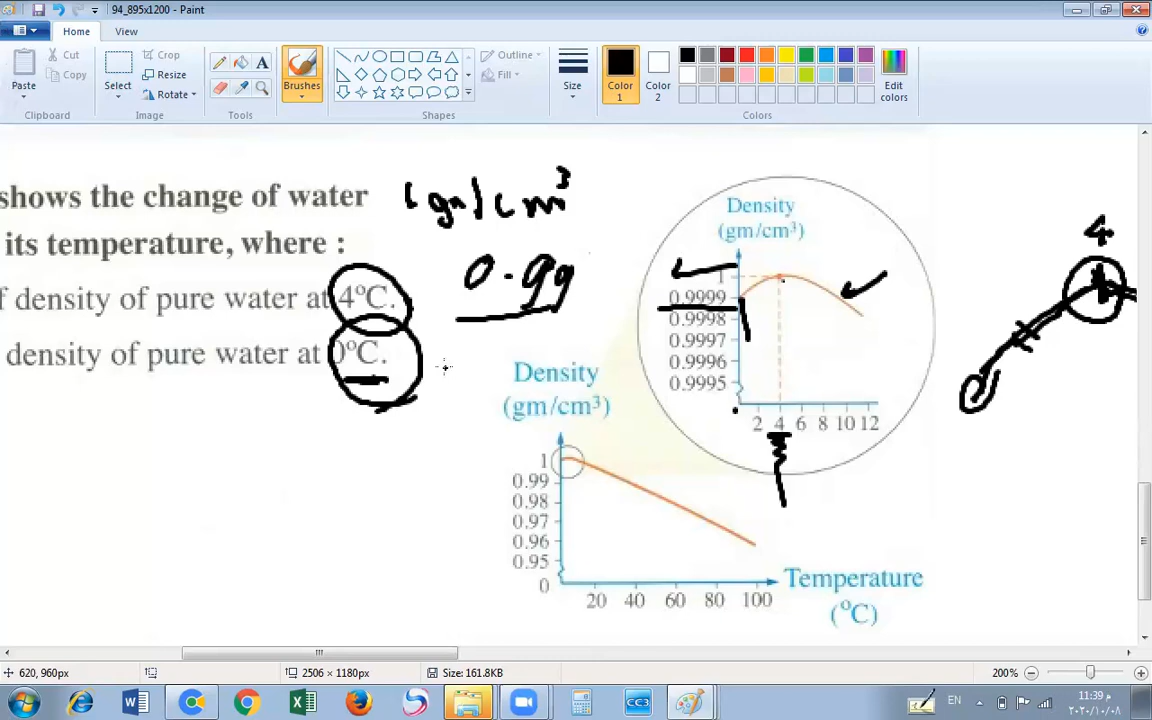 94_895x1200 - Paint
Home
View
Paste
Cut
Copy
Clipboard
Select
Crop
Resize
Rotate
Image
A
Tools
Brushes
Shapes
Outline
Fill
Size
Color 1
Color 2
Edit colors
Colors
shows the change of water
its temperature, where :
f density of pure water at 4°C.
density of pure water at 0°C.
1 gm/cm³
0.99
Density
(gm/cm³)
1
0.9999
0.9998
0.9997
0.9996
0.9995
2 4 6 8 10 12
4
Density
(gm/cm³)
1
0.99
0.98
0.97
0.96
0.95
0
20 40 60 80 100
Temperature
(°C)
620, 960px
2506 × 1180px
Size: 161.8KB
200%
CC3
EN
11:39 م
٢٠٢٠/١٠/٠٨